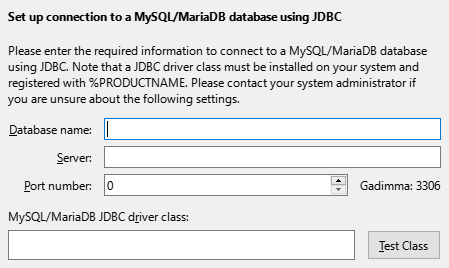 Set up connection to a MySQL/MariaDB database using JDBC
Please enter the required information to connect to a MySQL/MariaDB database
using JDBC. Note that a JDBC driver class must be installed on your system and
registered with %PRODUCTNAME. Please contact your system administrator if
you are unsure about the following settings.
Database name:
Server:
Port number: 0 Gadimma: 3306
MySQL/MariaDB JDBC driver class:
Test Class